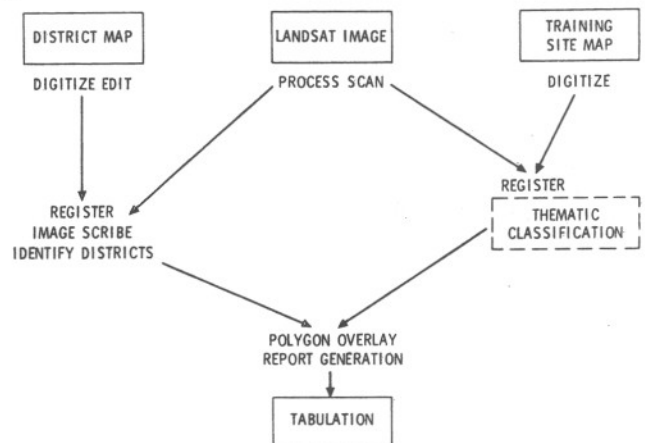 DISTRICT MAP
LANDSAT IMAGE
TRAINING
SITE MAP
DIGITIZE EDIT
PROCESS SCAN
DIGITIZE
REGISTER
IMAGE SCRIBE
IDENTIFY DISTRICTS
REGISTER
THEMATIC
CLASSIFICATION
POLYGON OVERLAY
REPORT GENERATION
TABULATION